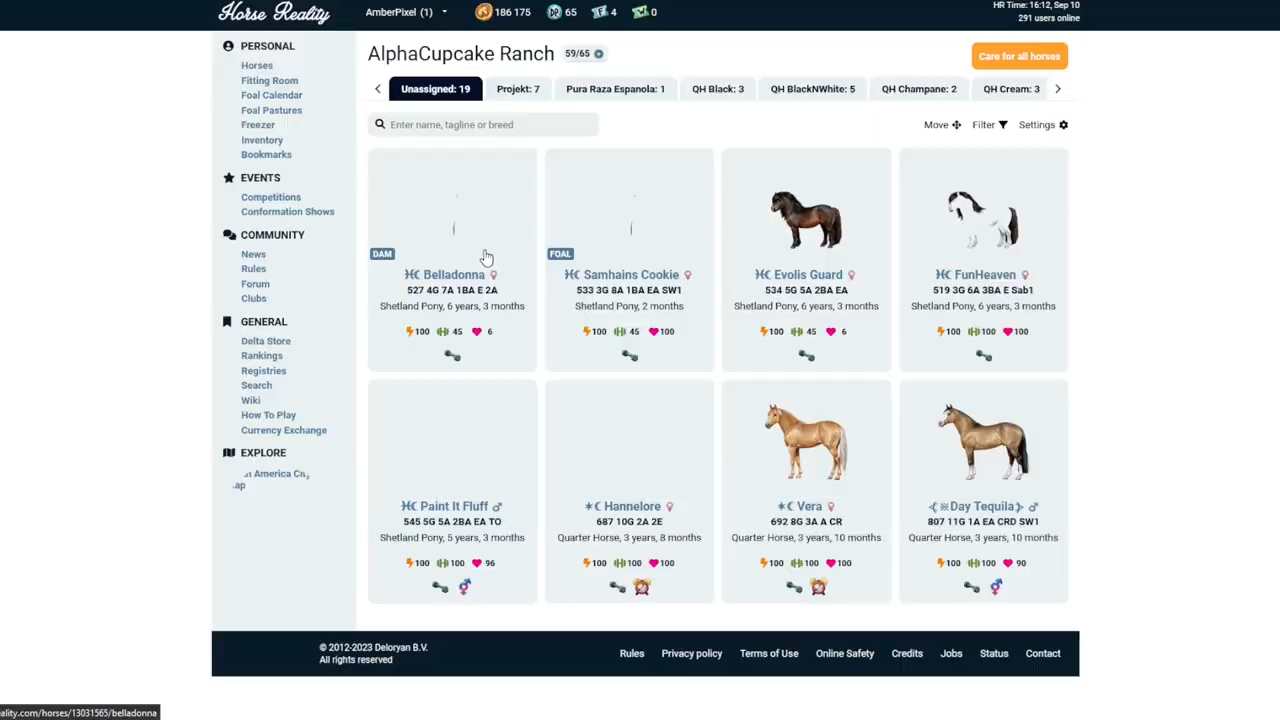 Horse Reality
AmberPixel (1)
186 175
65
4
0
HR Time: 16:12, Sep 10
291 users online
PERSONAL
Horses
Fitting Room
Foal Calendar
Foal Pastures
Freezer
Inventory
Bookmarks
EVENTS
Competitions
Conformation Shows
COMMUNITY
News
Rules
Forum
Clubs
GENERAL
Delta Store
Rankings
Registries
Search
Wiki
How To Play
Currency Exchange
EXPLORE
America
AlphaCupcake Ranch
59/65
Care for all horses
Unassigned: 19
Projekt: 7
Pura Raza Espanola: 1
QH Black: 3
QH BlackNWhite: 5
QH Champane: 2
QH Cream: 3
Enter name, tagline or breed
Move
Filter
Settings
DAM
Belladonna ♀
527 4G 7A 1BA E 2A
Shetland Pony, 6 years, 3 months
100 45 6
FOAL
Samhains Cookie ♀
533 3G 8A 1BA EA SW1
Shetland Pony, 2 months
100 45 100
Evolis Guard ♀
534 5G 5A 2BA EA
Shetland Pony, 6 years, 3 months
100 45 6
FunHeaven ♀
519 3G 6A 3BA E Sab1
Shetland Pony, 6 years, 3 months
100 100 100
Paint It Fluff ♂
545 5G 5A 2BA EA TO
Shetland Pony, 5 years, 3 months
100 100 96
✶☾ Hannelore ♀
687 10G 2A 2E
Quarter Horse, 3 years, 8 months
100 100 100
✶☾ Vera ♀
692 8G 3A A CR
Quarter Horse, 3 years, 10 months
100 100 100
※Day Tequila ♂
807 11G 1A EA CRD SW1
Quarter Horse, 3 years, 10 months
100 100 90
© 2012-2023 Deloryan B.V.
All rights reserved
Rules
Privacy policy
Terms of Use
Online Safety
Credits
Jobs
Status
Contact
ality.com/horses/13031565/belladonna